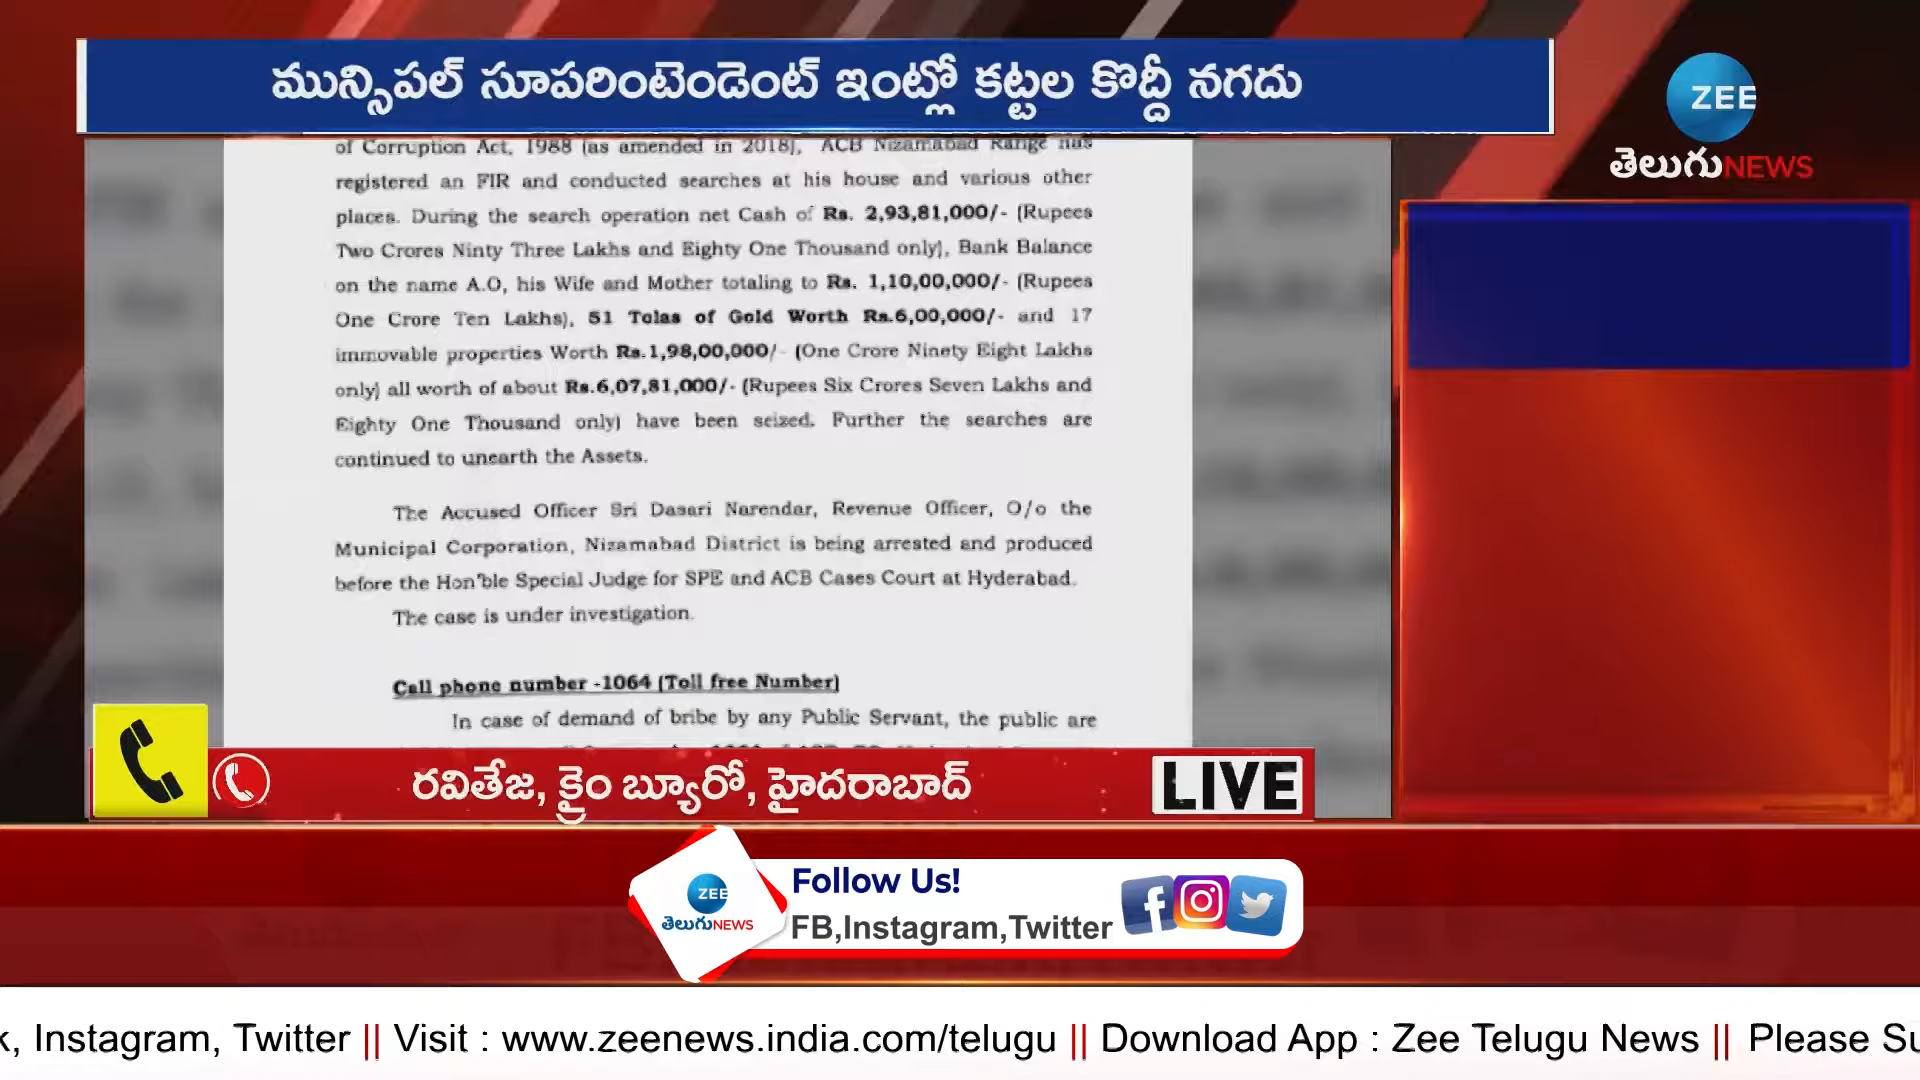 మున్సిపల్ సూపరింటెండెంట్ ఇంట్లో కట్టల కొద్దీ నగదు
ZEE
తెలుగు NEWS
of Corruption Act, 1988 (as amended in 2018), ACB Nizamabad Range has
registered an FIR and conducted searches at his house and various other
places. During the search operation net Cash of Rs. 2,93,81,000/- (Rupees
Two Crores Ninty Three Lakhs and Eighty One Thousand only), Bank Balance
on the name A.O, his Wife and Mother totaling to Rs. 1,10,00,000/- (Rupees
One Crore Ten Lakhs), 51 Tolas of Gold Worth Rs.6,00,000/- and 17
immovable properties Worth Rs.1,98,00,000/- (One Crore Ninety Eight Lakhs
only) all worth of about Rs.6,07,81,000/- (Rupees Six Crores Seven Lakhs and
Eighty One Thousand only) have been seized. Further the searches are
continued to unearth the Assets.
The Accused Officer Sri Dasari Narendar, Revenue Officer, O/o the
Municipal Corporation, Nizamabad District is being arrested and produced
before the Hon'ble Special Judge for SPE and ACB Cases Court at Hyderabad.
The case is under investigation.
Call phone number -1064 (Toll free Number)
In case of demand of bribe by any Public Servant, the public are
రవితేజ, క్రైం బ్యూరో, హైదరాబాద్
LIVE
ZEE
తెలుగు NEWS
Follow Us!
FB,Instagram,Twitter
k, Instagram, Twitter || Visit : www.zeenews.india.com/telugu || Download App : Zee Telugu News || Please Su